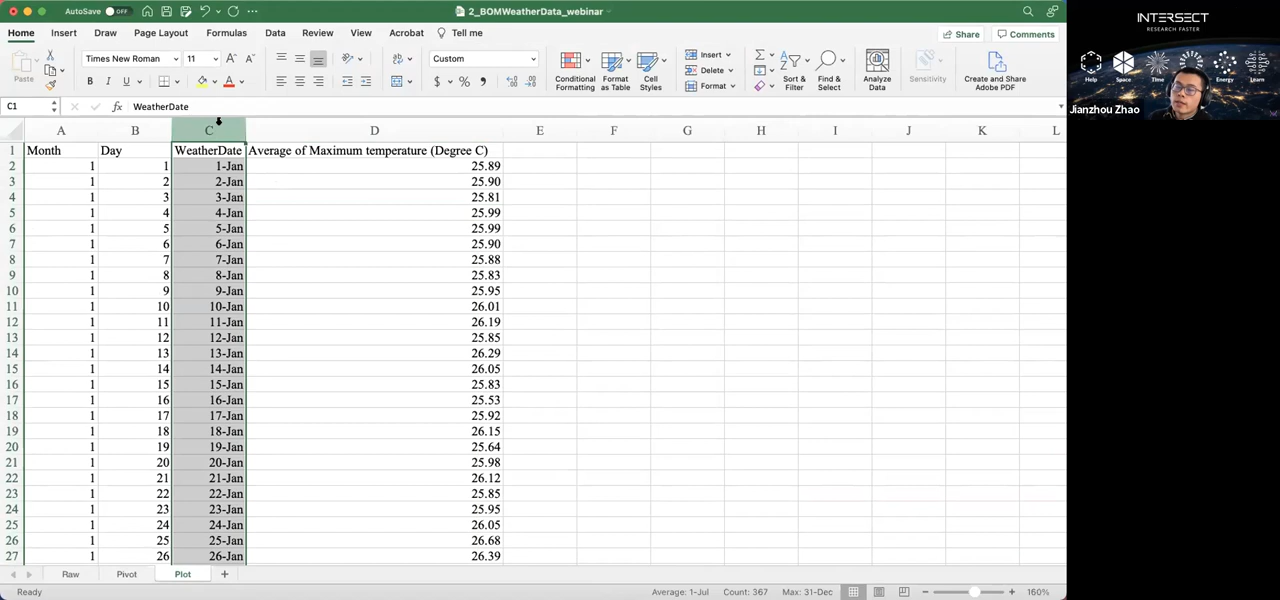 AutoSave OFF 2_BOMWeatherData_webinar
Home Insert Draw Page Layout Formulas Data Review View Acrobat Tell me Share Comments
Paste Times New Roman 11 Custom Conditional Formatting Format as Table Cell Styles Insert Delete Format Sort & Filter Find & Select Analyze Data Sensitivity Create and Share Adobe PDF
C1 fx WeatherDate
A B C D E F G H I J K L
1 Month Day WeatherDate Average of Maximum temperature (Degree C)
2 1 1 1-Jan 25.89
3 1 2 2-Jan 25.90
4 1 3 3-Jan 25.81
5 1 4 4-Jan 25.99
6 1 5 5-Jan 25.99
7 1 6 6-Jan 25.90
8 1 7 7-Jan 25.88
9 1 8 8-Jan 25.83
10 1 9 9-Jan 25.95
11 1 10 10-Jan 26.01
12 1 11 11-Jan 26.19
13 1 12 12-Jan 25.85
14 1 13 13-Jan 26.29
15 1 14 14-Jan 26.05
16 1 15 15-Jan 25.83
17 1 16 16-Jan 25.53
18 1 17 17-Jan 25.92
19 1 18 18-Jan 26.15
20 1 19 19-Jan 25.64
21 1 20 20-Jan 25.98
22 1 21 21-Jan 26.12
23 1 22 22-Jan 25.85
24 1 23 23-Jan 25.95
25 1 24 24-Jan 26.05
26 1 25 25-Jan 26.68
27 1 26 26-Jan 26.39
Raw Pivot Plot +
Ready Average: 1-Jul Count: 367 Max: 31-Dec 160%
INTERSECT
RESEARCH FASTER
Help Space Time Energy Learn
Jianzhou Zhao